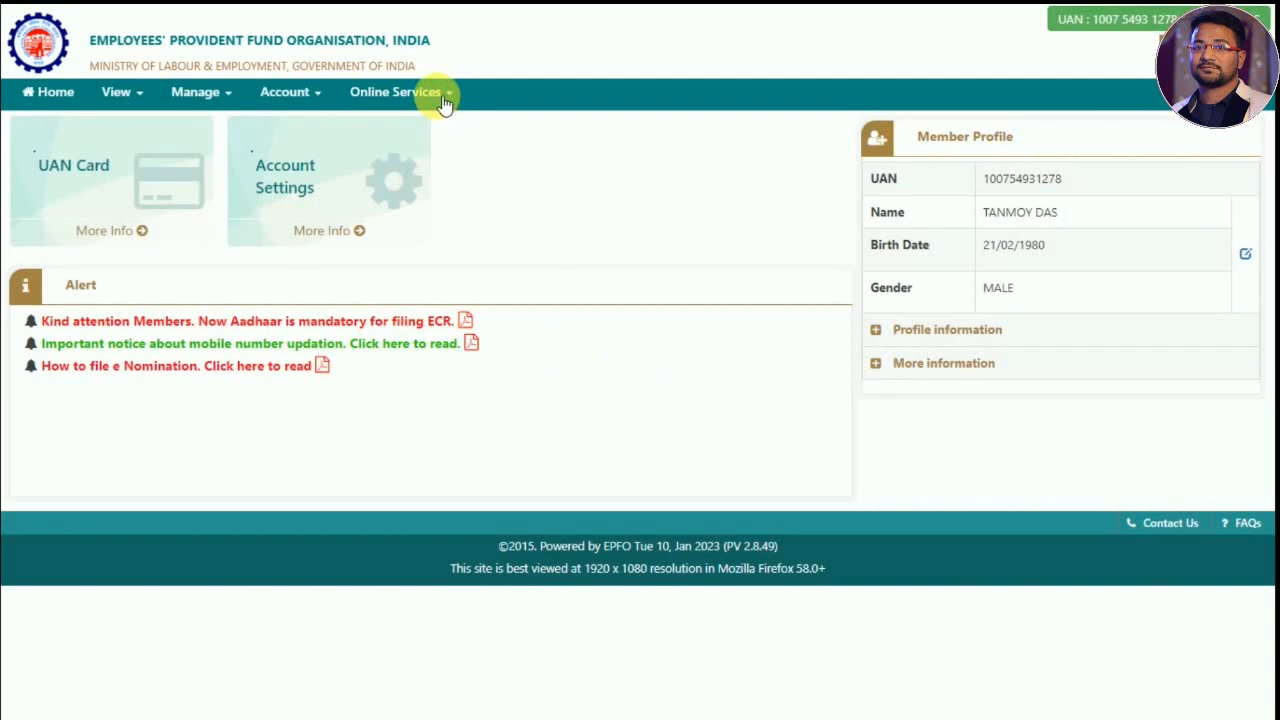 UAN : 1007 5493 1278
EMPLOYEES' PROVIDENT FUND ORGANISATION, INDIA
MINISTRY OF LABOUR & EMPLOYMENT, GOVERNMENT OF INDIA
Home View Manage Account Online Services
UAN Card
More Info
Account
Settings
More Info
Member Profile
UAN 100754931278
Name TANMOY DAS
Birth Date 21/02/1980
Gender MALE
Profile information
More information
Alert
Kind attention Members. Now Aadhaar is mandatory for filing ECR.
Important notice about mobile number updation. Click here to read.
How to file e Nomination. Click here to read
Contact Us ? FAQs
©2015. Powered by EPFO Tue 10, Jan 2023 (PV 2.8.49)
This site is best viewed at 1920 x 1080 resolution in Mozilla Firefox 58.0+